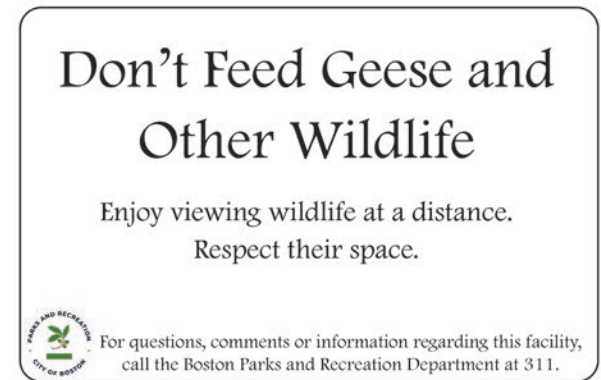 Don't Feed Geese and
Other Wildlife
Enjoy viewing wildlife at a distance.
Respect their space.
PARKS AND RECREATION
CITY OF BOSTON
For questions, comments or information regarding this facility,
call the Boston Parks and Recreation Department at 311.